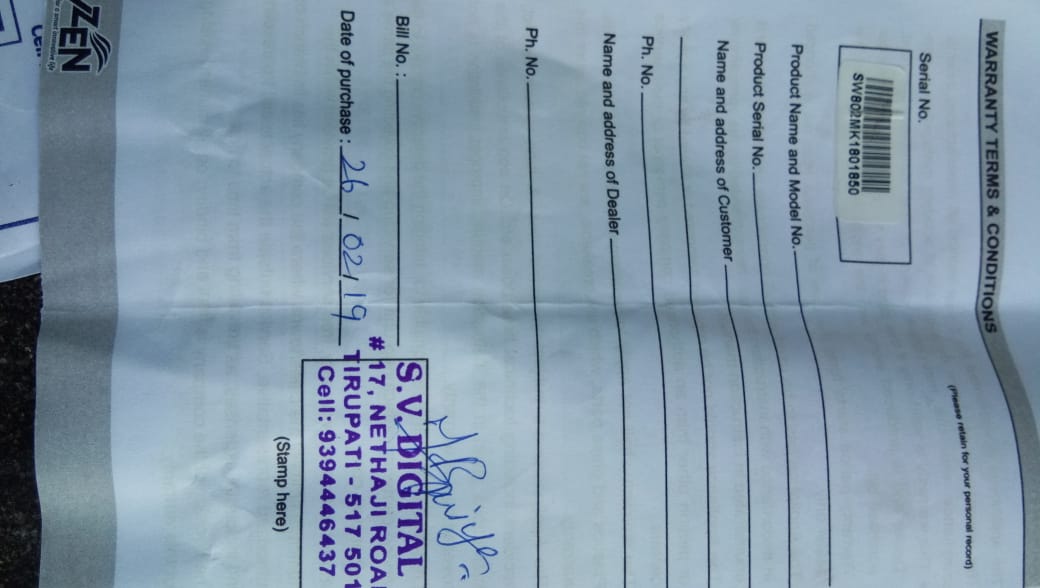 WARRANTY TERMS & CONDITIONS
(Please retain for your personal record)
Serial No.
SW802MK1801850
Product Name and Model No.
Product Serial No.
Name and address of Customer
Ph. No.
Name and address of Dealer
Ph. No.
Bill No. :
Date of purchase : 26 / 02 / 19
S.V. DIGITAL
# 17, NETHAJI ROA
TIRUPATI - 517 501
Cell: 9394446437
(Stamp here)
ZEN